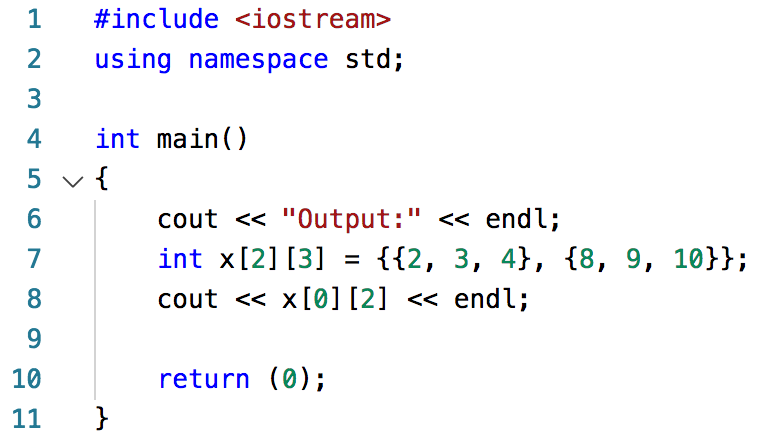 1 #include <iostream>
2 using namespace std;
3
4 int main()
5 {
6 cout << "Output:" << endl;
7 int x[2][3] = {{2, 3, 4}, {8, 9, 10}};
8 cout << x[0][2] << endl;
9
10 return (0);
11 }